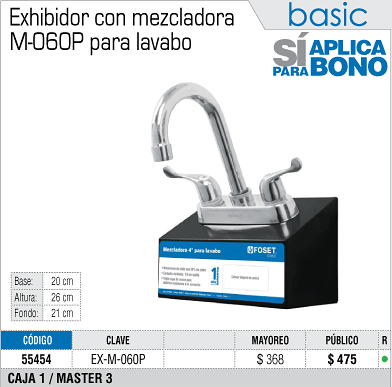 Exhibidor con mezcladora
M-060P para lavabo
basic
SÍ APLICA
PARA BONO
Mezcladora 4" para lavabo
FOSET
Base: 20 cm
Altura: 26 cm
Fondo: 21 cm
CÓDIGO CLAVE MAYOREO PÚBLICO R
55454 EX-M-060P $ 368 $ 475
CAJA 1 / MASTER 3